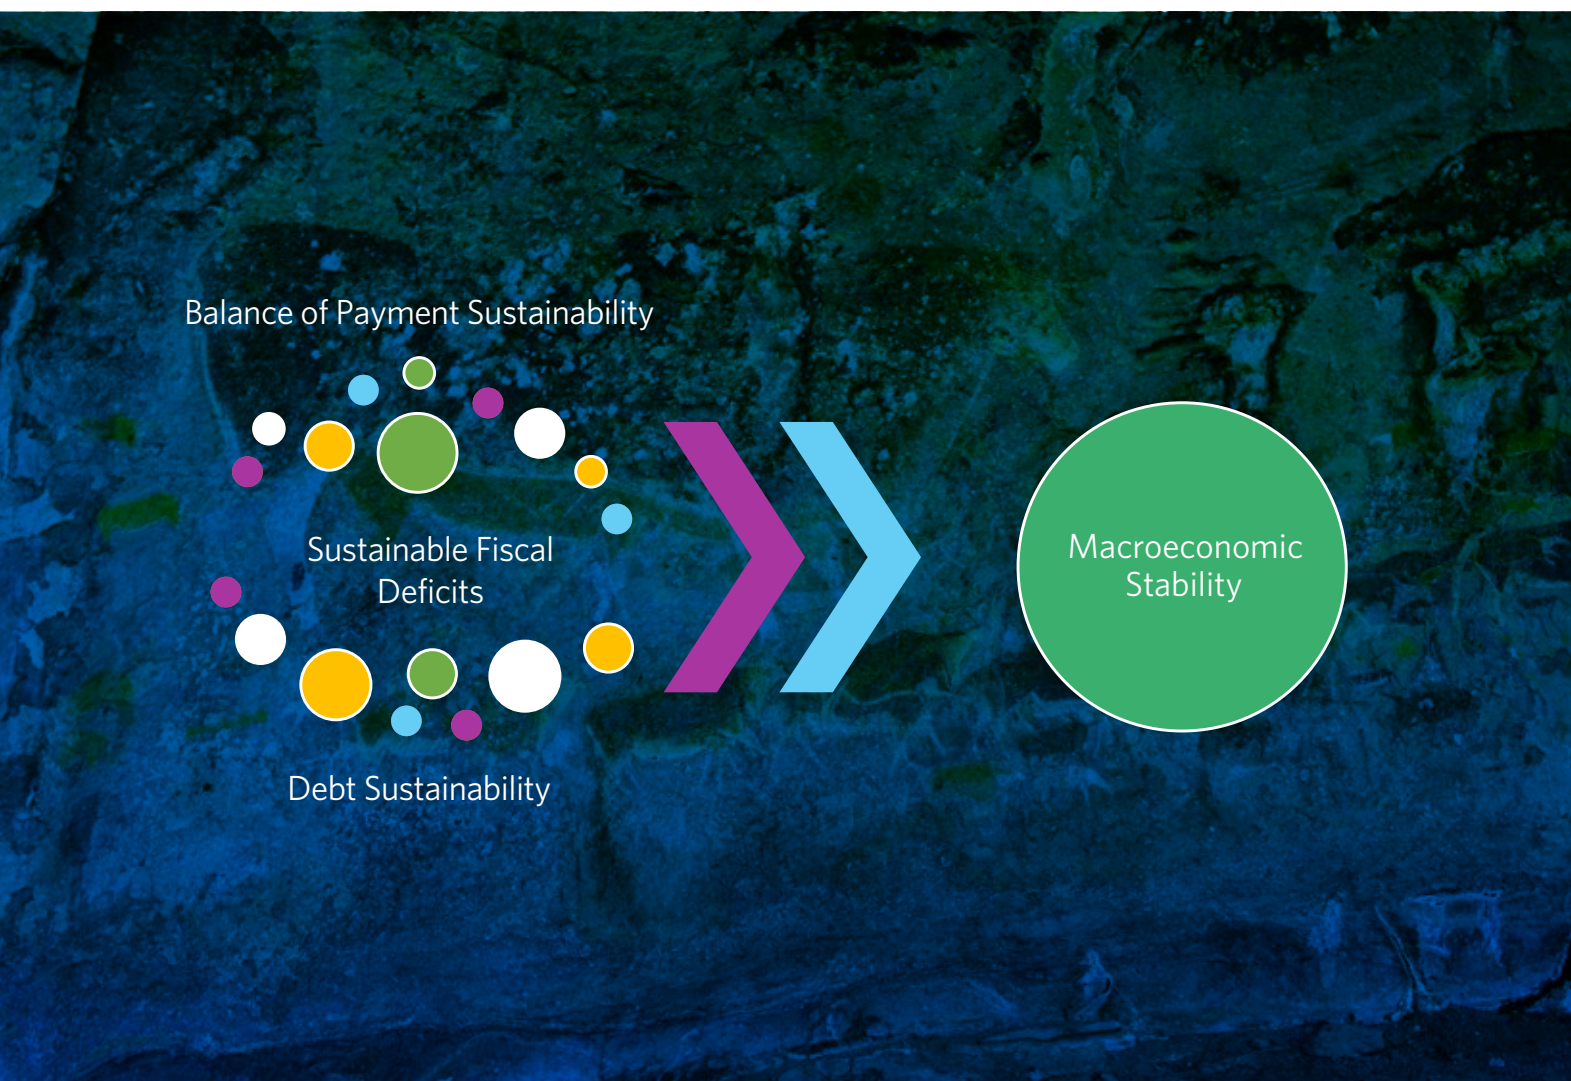 Balance of Payment Sustainability
Sustainable Fiscal
Deficits
Debt Sustainability
Macroeconomic
Stability